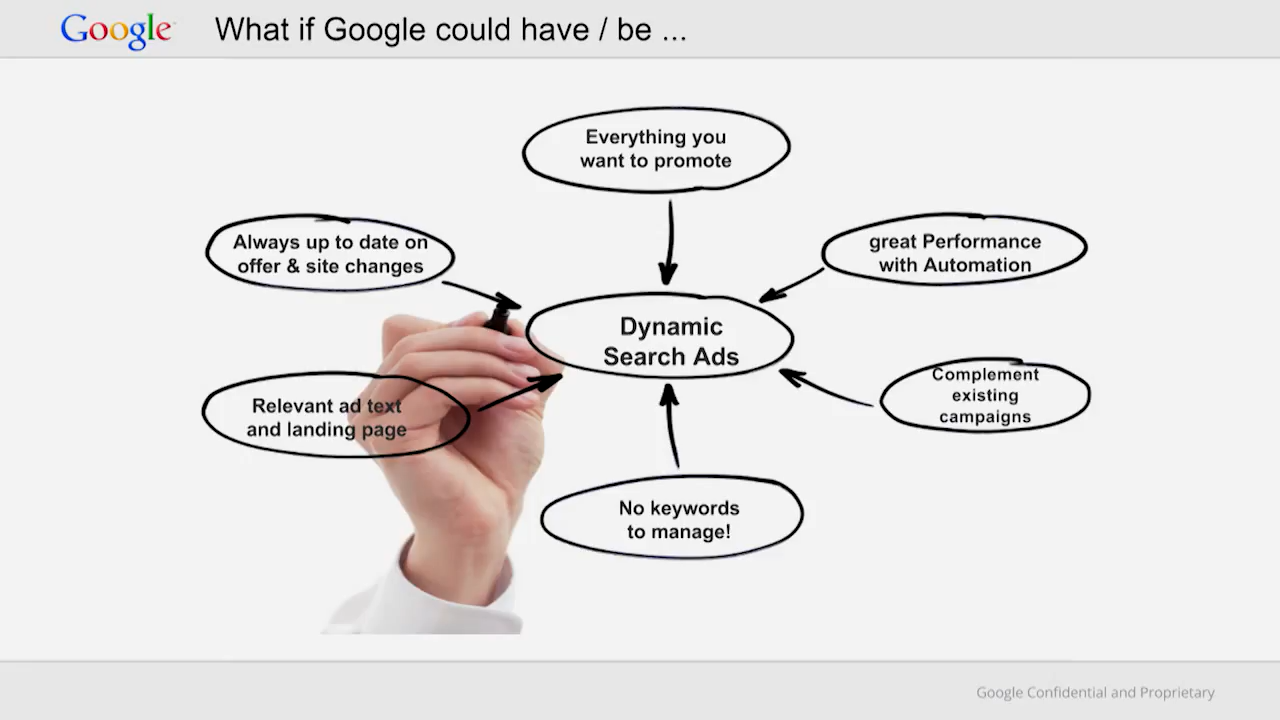 Google What if Google could have / be ...
Everything you
want to promote
Always up to date on
offer & site changes
great Performance
with Automation
Dynamic
Search Ads
Relevant ad text
and landing page
Complement
existing
campaigns
No keywords
to manage!
Google Confidential and Proprietary